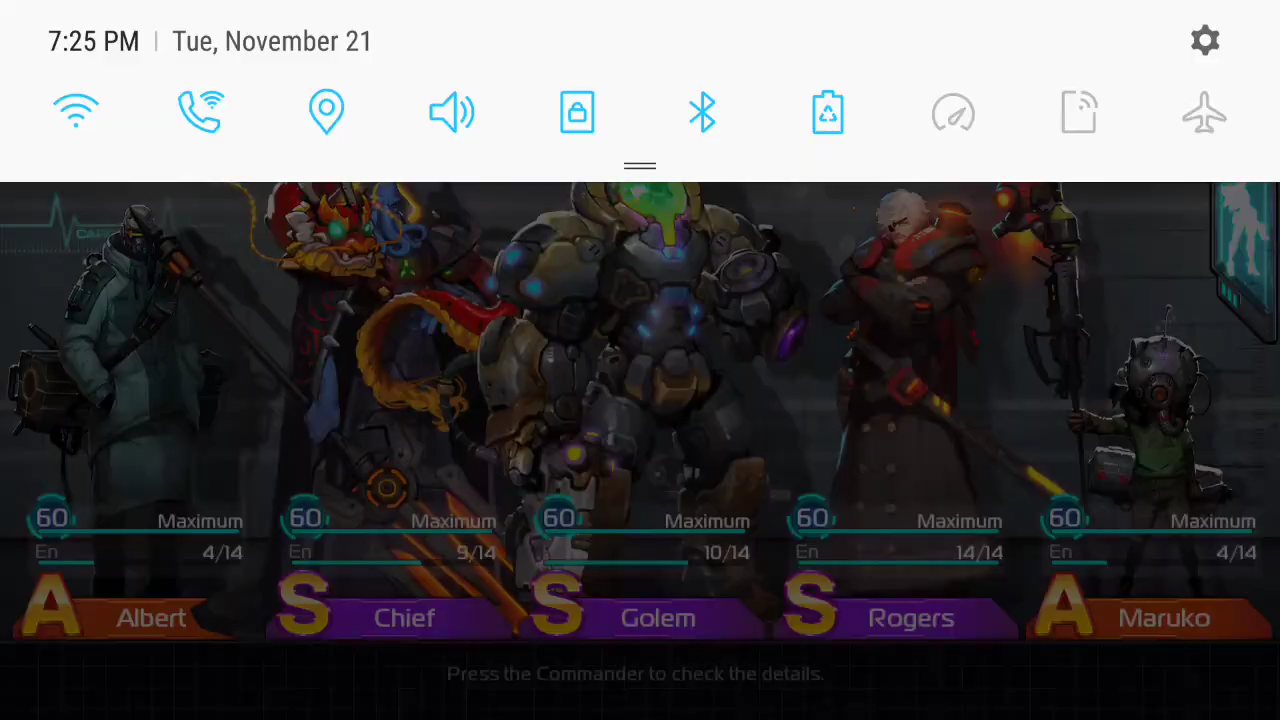 7:25 PM | Tue, November 21
60 Maximum 60 Maximum 60 Maximum 60 Maximum 60 Maximum
En 4/14 En 9/14 En 10/14 En 14/14 En 4/14
A Albert S Chief S Golem S Rogers A Maruko
Press the Commander to check the details.